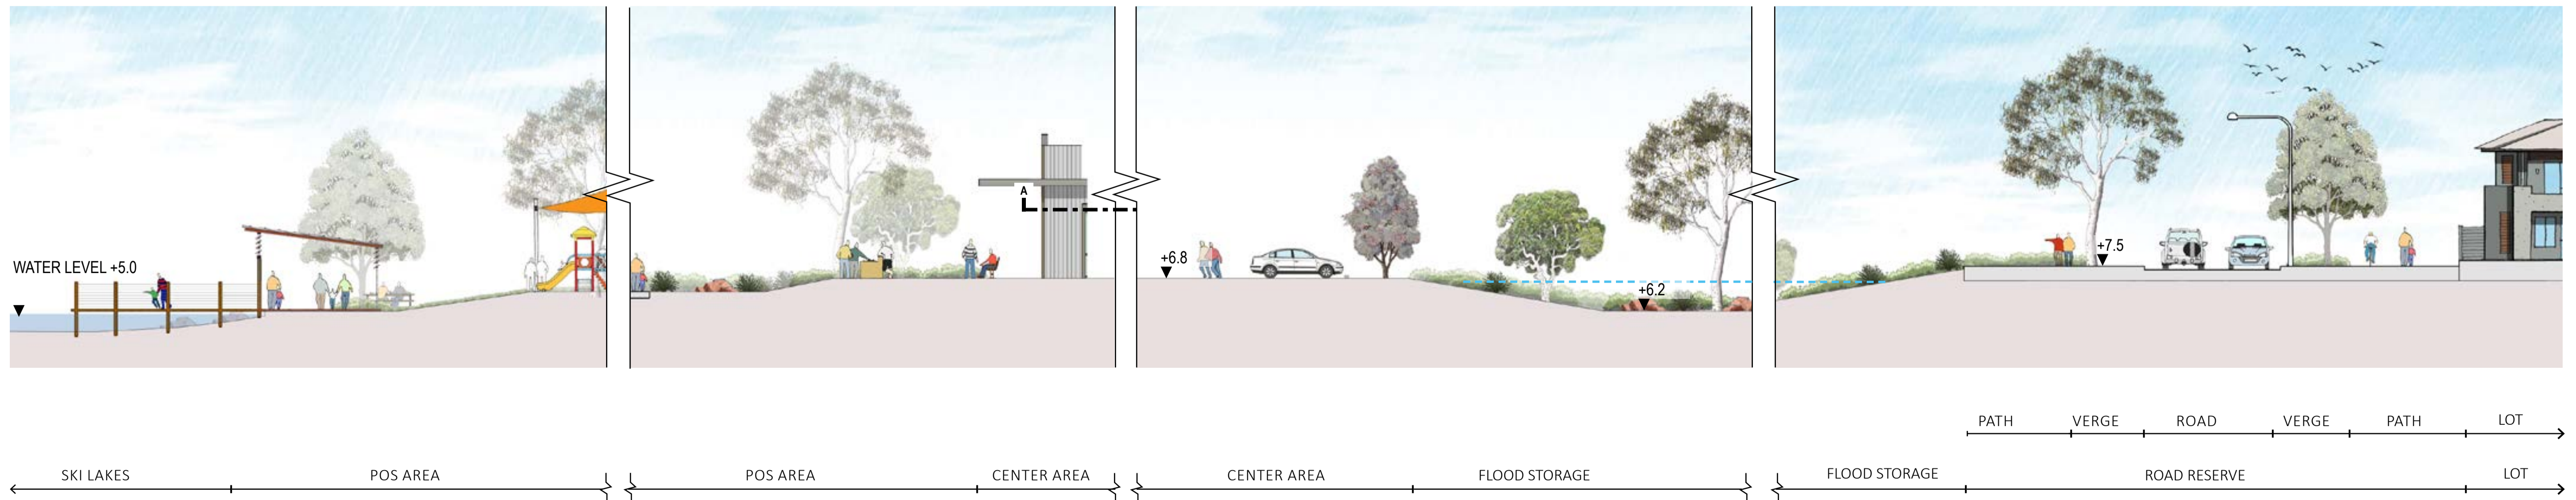 WATER LEVEL +5.0
A
+6.8
+6.2
+7.5
PATH VERGE ROAD VERGE PATH LOT
SKI LAKES POS AREA POS AREA CENTER AREA CENTER AREA FLOOD STORAGE FLOOD STORAGE ROAD RESERVE LOT